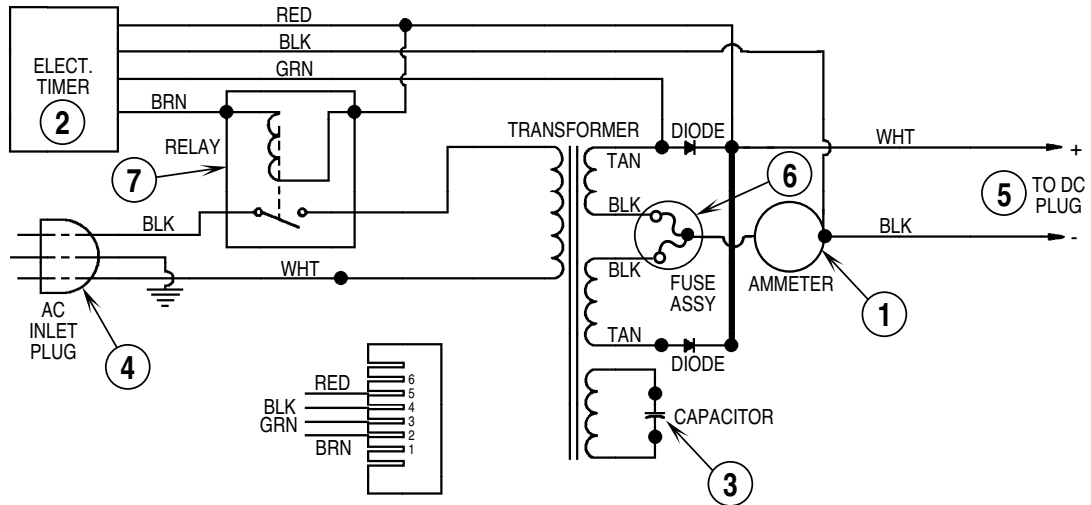 RED
BLK
ELECT.
TIMER
2
GRN
BRN
RELAY
7
TRANSFORMER
DIODE
TAN
WHT
+
6
5
TO DC
PLUG
BLK
BLK
BLK
-
WHT
BLK
FUSE
ASSY
AMMETER
1
AC
INLET
PLUG
4
TAN
DIODE
RED
BLK
GRN
BRN
6
5
4
3
2
1
CAPACITOR
3